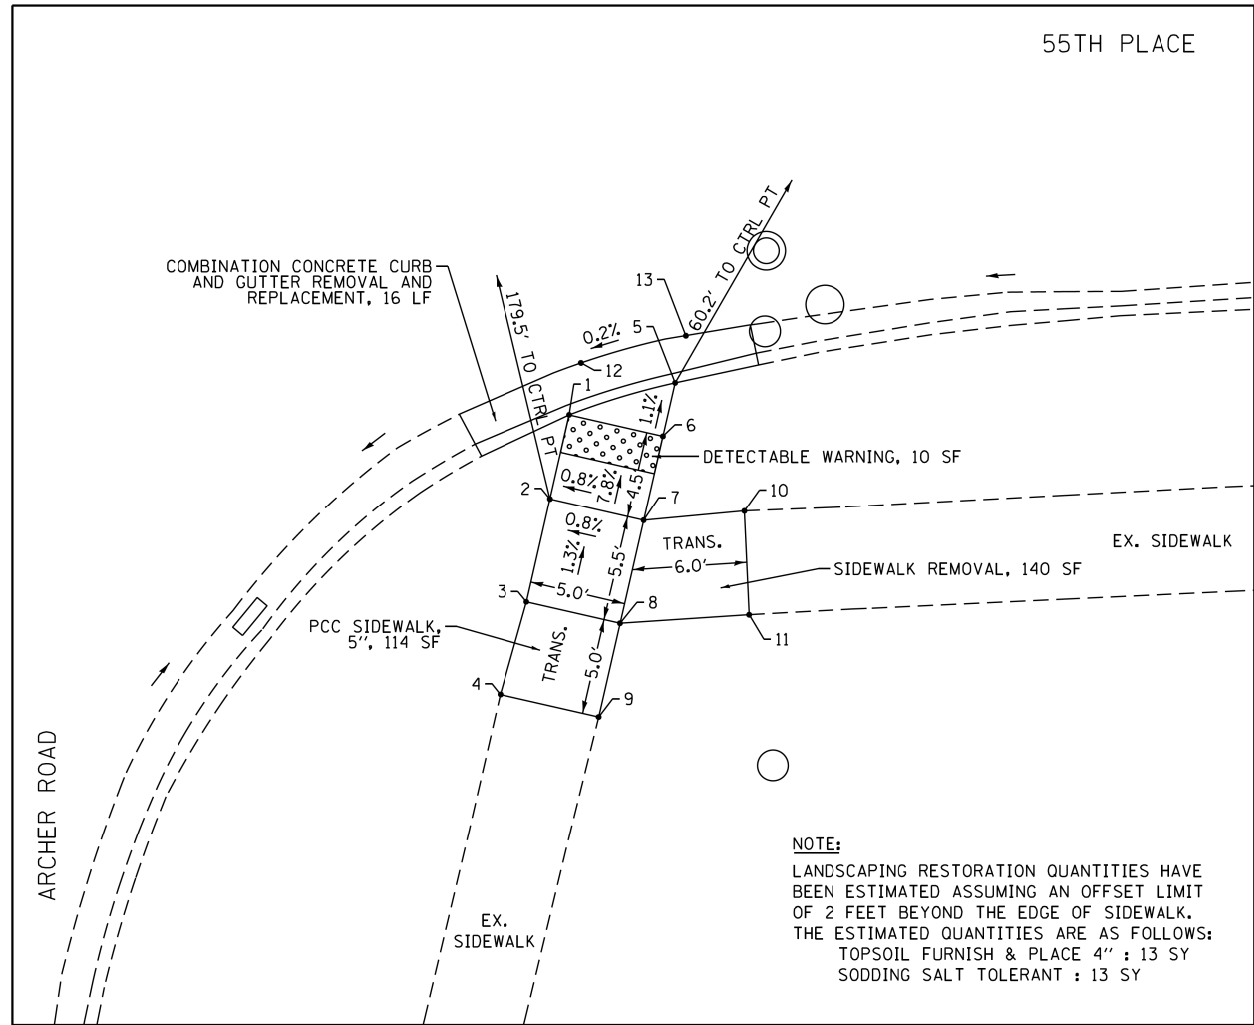 55TH PLACE
COMBINATION CONCRETE CURB
AND GUTTER REMOVAL AND
REPLACEMENT, 16 LF
179.5' TO CTRL PT
60.2' TO CTRL PT
13
5
0.2%
12
1
1.1%
6
DETECTABLE WARNING, 10 SF
0.8%
7.8%
4.5'
2
7
10
0.8%
1.3%
5.5'
TRANS.
6.0'
EX. SIDEWALK
SIDEWALK REMOVAL, 140 SF
3
5.0'
8
11
PCC SIDEWALK,
5", 114 SF
TRANS.
5.0'
4
9
ARCHER ROAD
EX.
SIDEWALK
NOTE:
LANDSCAPING RESTORATION QUANTITIES HAVE
BEEN ESTIMATED ASSUMING AN OFFSET LIMIT
OF 2 FEET BEYOND THE EDGE OF SIDEWALK.
THE ESTIMATED QUANTITIES ARE AS FOLLOWS:
TOPSOIL FURNISH & PLACE 4" : 13 SY
SODDING SALT TOLERANT : 13 SY